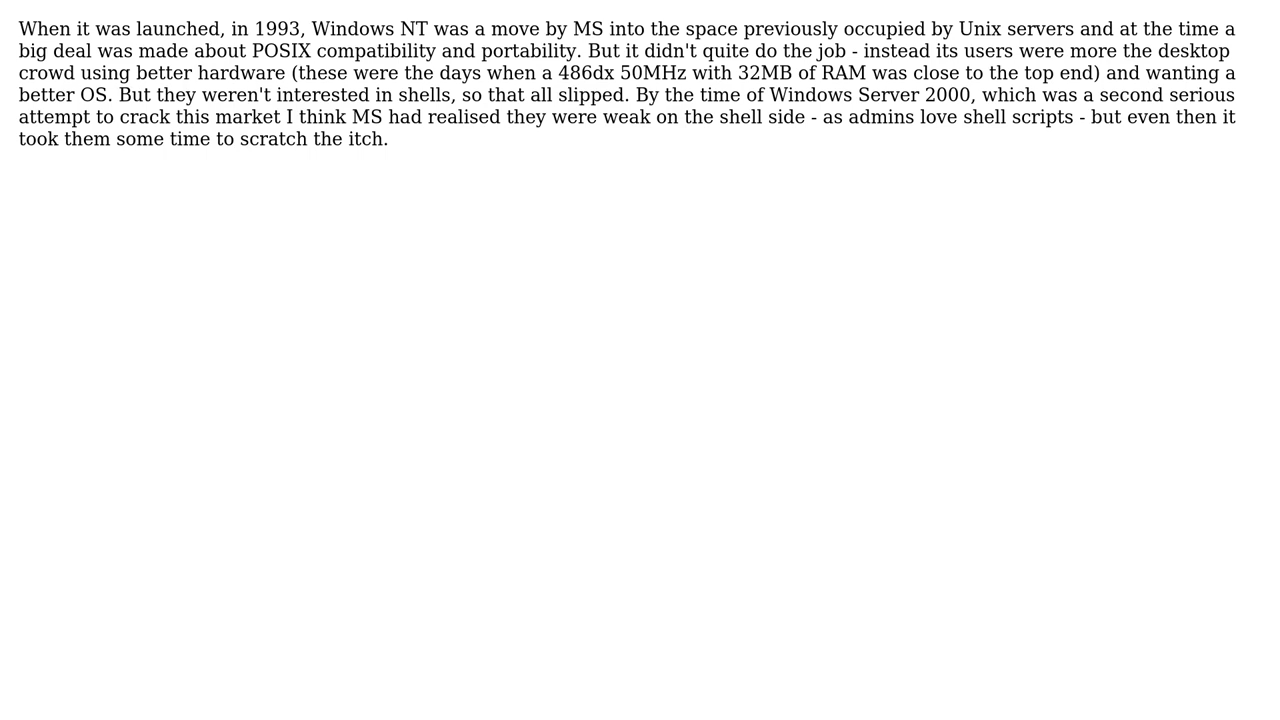 When it was launched, in 1993, Windows NT was a move by MS into the space previously occupied by Unix servers and at the time a
big deal was made about POSIX compatibility and portability. But it didn't quite do the job - instead its users were more the desktop
crowd using better hardware (these were the days when a 486dx 50MHz with 32MB of RAM was close to the top end) and wanting a
better OS. But they weren't interested in shells, so that all slipped. By the time of Windows Server 2000, which was a second serious
attempt to crack this market I think MS had realised they were weak on the shell side - as admins love shell scripts - but even then it
took them some time to scratch the itch.